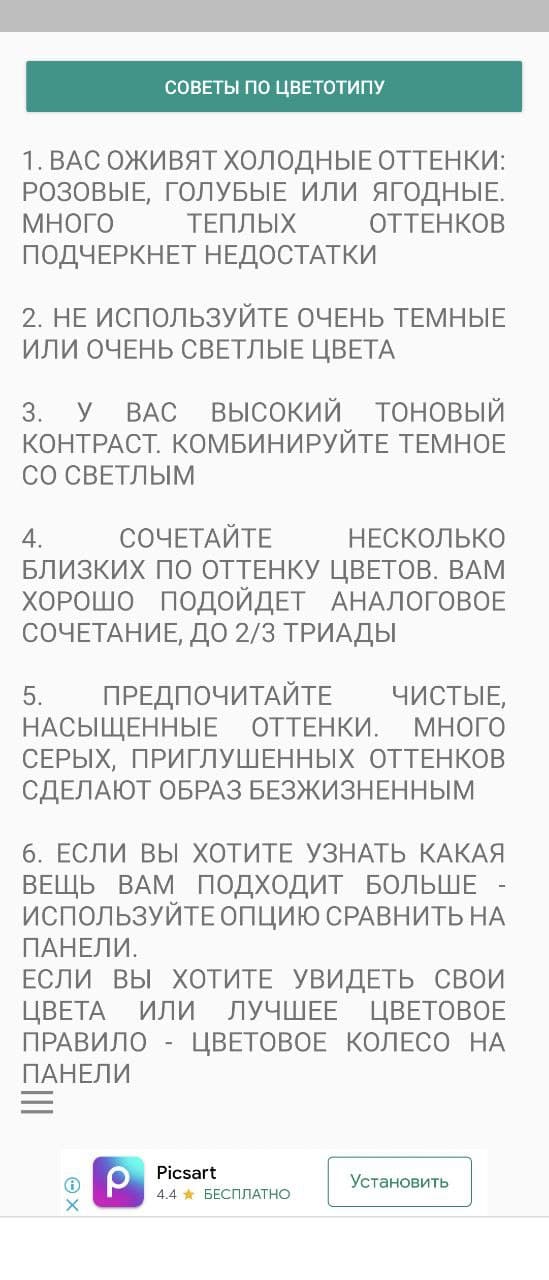 СОВЕТЫ ПО ЦВЕТОТИПУ
1. ВАС ОЖИВЯТ ХОЛОДНЫЕ ОТТЕНКИ:
РОЗОВЫЕ, ГОЛУБЫЕ ИЛИ ЯГОДНЫЕ.
МНОГО ТЕПЛЫХ ОТТЕНКОВ
ПОДЧЕРКНЕТ НЕДОСТАТКИ
2. НЕ ИСПОЛЬЗУЙТЕ ОЧЕНЬ ТЕМНЫЕ
ИЛИ ОЧЕНЬ СВЕТЛЫЕ ЦВЕТА
3. У ВАС ВЫСОКИЙ ТОНОВЫЙ
КОНТРАСТ. КОМБИНИРУЙТЕ ТЕМНОЕ
СО СВЕТЛЫМ
4. СОЧЕТАЙТЕ НЕСКОЛЬКО
БЛИЗКИХ ПО ОТТЕНКУ ЦВЕТОВ. ВАМ
ХОРОШО ПОДОЙДЕТ АНАЛОГОВОЕ
СОЧЕТАНИЕ, ДО 2/3 ТРИАДЫ
5. ПРЕДПОЧИТАЙТЕ ЧИСТЫЕ,
НАСЫЩЕННЫЕ ОТТЕНКИ. МНОГО
СЕРЫХ, ПРИГЛУШЕННЫХ ОТТЕНКОВ
СДЕЛАЮТ ОБРАЗ БЕЗЖИЗНЕННЫМ
6. ЕСЛИ ВЫ ХОТИТЕ УЗНАТЬ КАКАЯ
ВЕЩЬ ВАМ ПОДХОДИТ БОЛЬШЕ -
ИСПОЛЬЗУЙТЕ ОПЦИЮ СРАВНИТЬ НА
ПАНЕЛИ.
ЕСЛИ ВЫ ХОТИТЕ УВИДЕТЬ СВОИ
ЦВЕТА ИЛИ ЛУЧШЕЕ ЦВЕТОВОЕ
ПРАВИЛО - ЦВЕТОВОЕ КОЛЕСО НА
ПАНЕЛИ
Picsart
4.4 ★ БЕСПЛАТНО
Установить